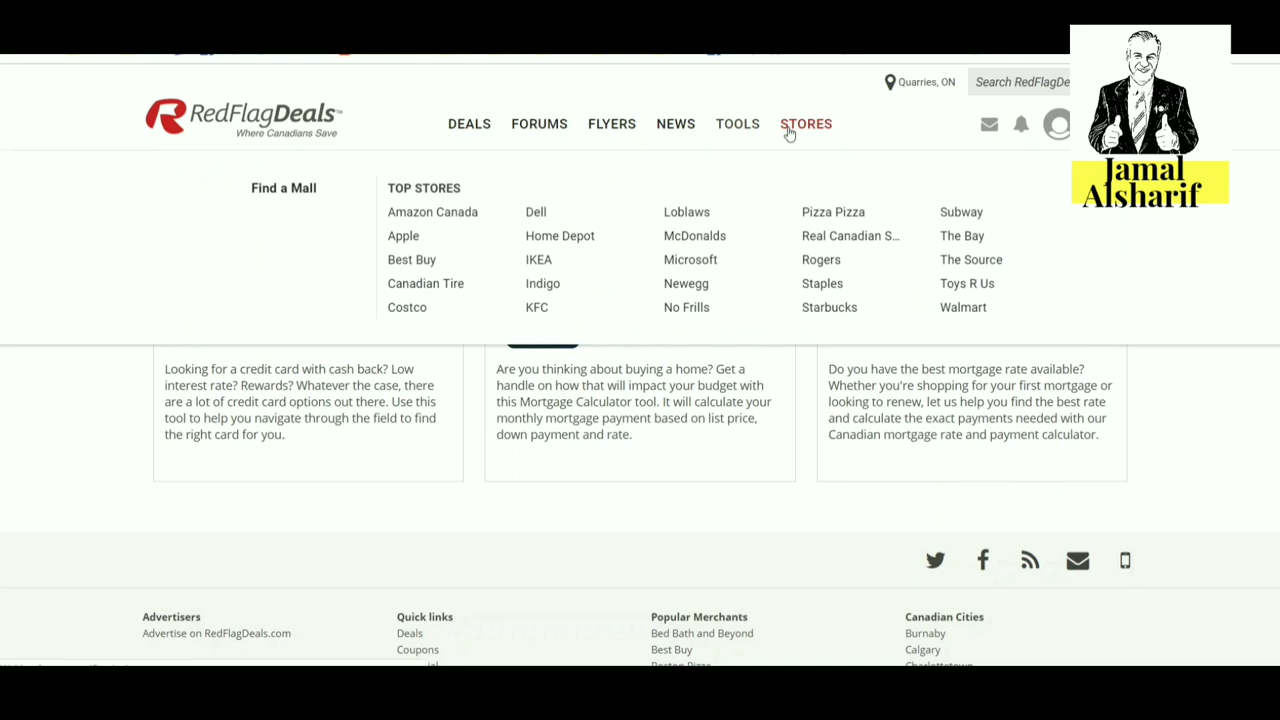 Quarries, ON
Search RedFlagDe
RedFlagDeals™
Where Canadians Save
DEALS FORUMS FLYERS NEWS TOOLS STORES
Jamal
Alsharif
Find a Mall
TOP STORES
Amazon Canada Dell Loblaws Pizza Pizza Subway
Apple Home Depot McDonalds Real Canadian S... The Bay
Best Buy IKEA Microsoft Rogers The Source
Canadian Tire Indigo Newegg Staples Toys R Us
Costco KFC No Frills Starbucks Walmart
Looking for a credit card with cash back? Low
interest rate? Rewards? Whatever the case, there
are a lot of credit card options out there. Use this
tool to help you navigate through the field to find
the right card for you.
Are you thinking about buying a home? Get a
handle on how that will impact your budget with
this Mortgage Calculator tool. It will calculate your
monthly mortgage payment based on list price,
down payment and rate.
Do you have the best mortgage rate available?
Whether you're shopping for your first mortgage or
looking to renew, let us help you find the best rate
and calculate the exact payments needed with our
Canadian mortgage rate and payment calculator.
Advertisers
Advertise on RedFlagDeals.com
Quick links
Deals
Coupons
Popular Merchants
Bed Bath and Beyond
Best Buy
Boston Pizza
Canadian Cities
Burnaby
Calgary
Charlottetown